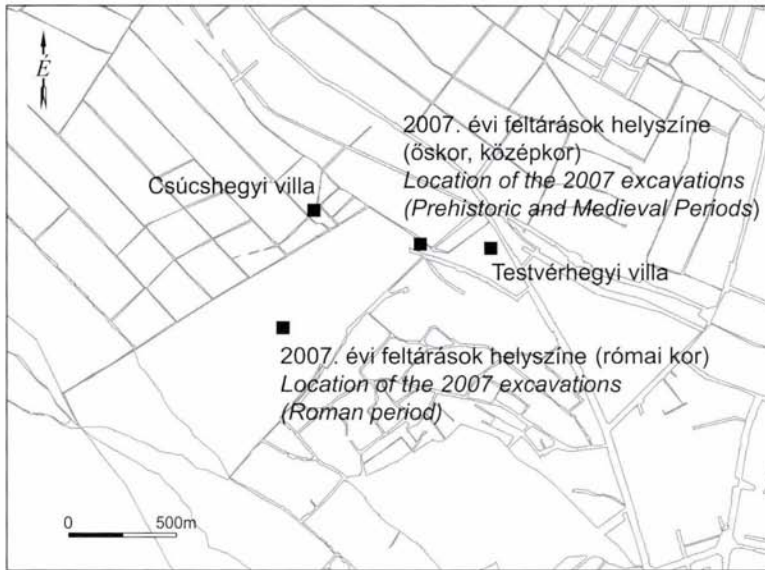 É
2007. évi feltárások helyszíne
(őskor, középkor)
Location of the 2007 excavations
(Prehistoric and Medieval Periods)
Csúcshegyi villa
Testvérhegyi villa
2007. évi feltárások helyszíne (római kor)
Location of the 2007 excavations
(Roman period)
0 500m